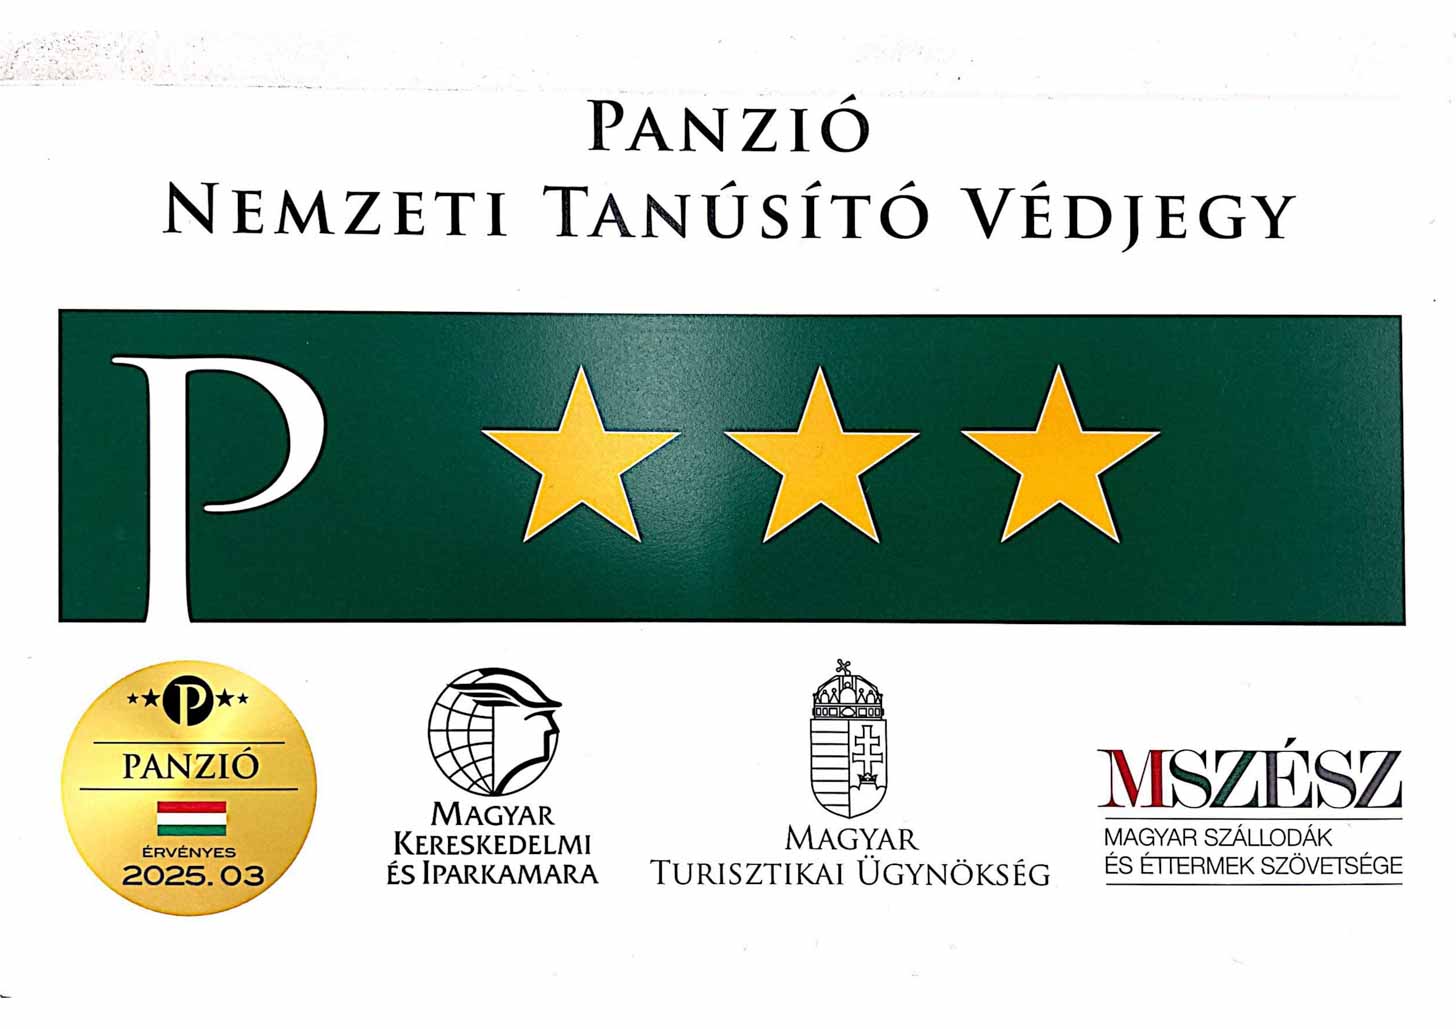 PANZIÓ
NEMZETI TANÚSÍTÓ VÉDJEGY
P
P
PANZIÓ
ÉRVÉNYES
2025.03
MAGYAR
KERESKEDELMI
ÉS IPARKAMARA
MAGYAR
TURISZTIKAI ÜGYNÖKSÉG
MSZÉSZ
MAGYAR SZÁLLODÁK
ÉS ÉTTERMEK SZÖVETSÉGE